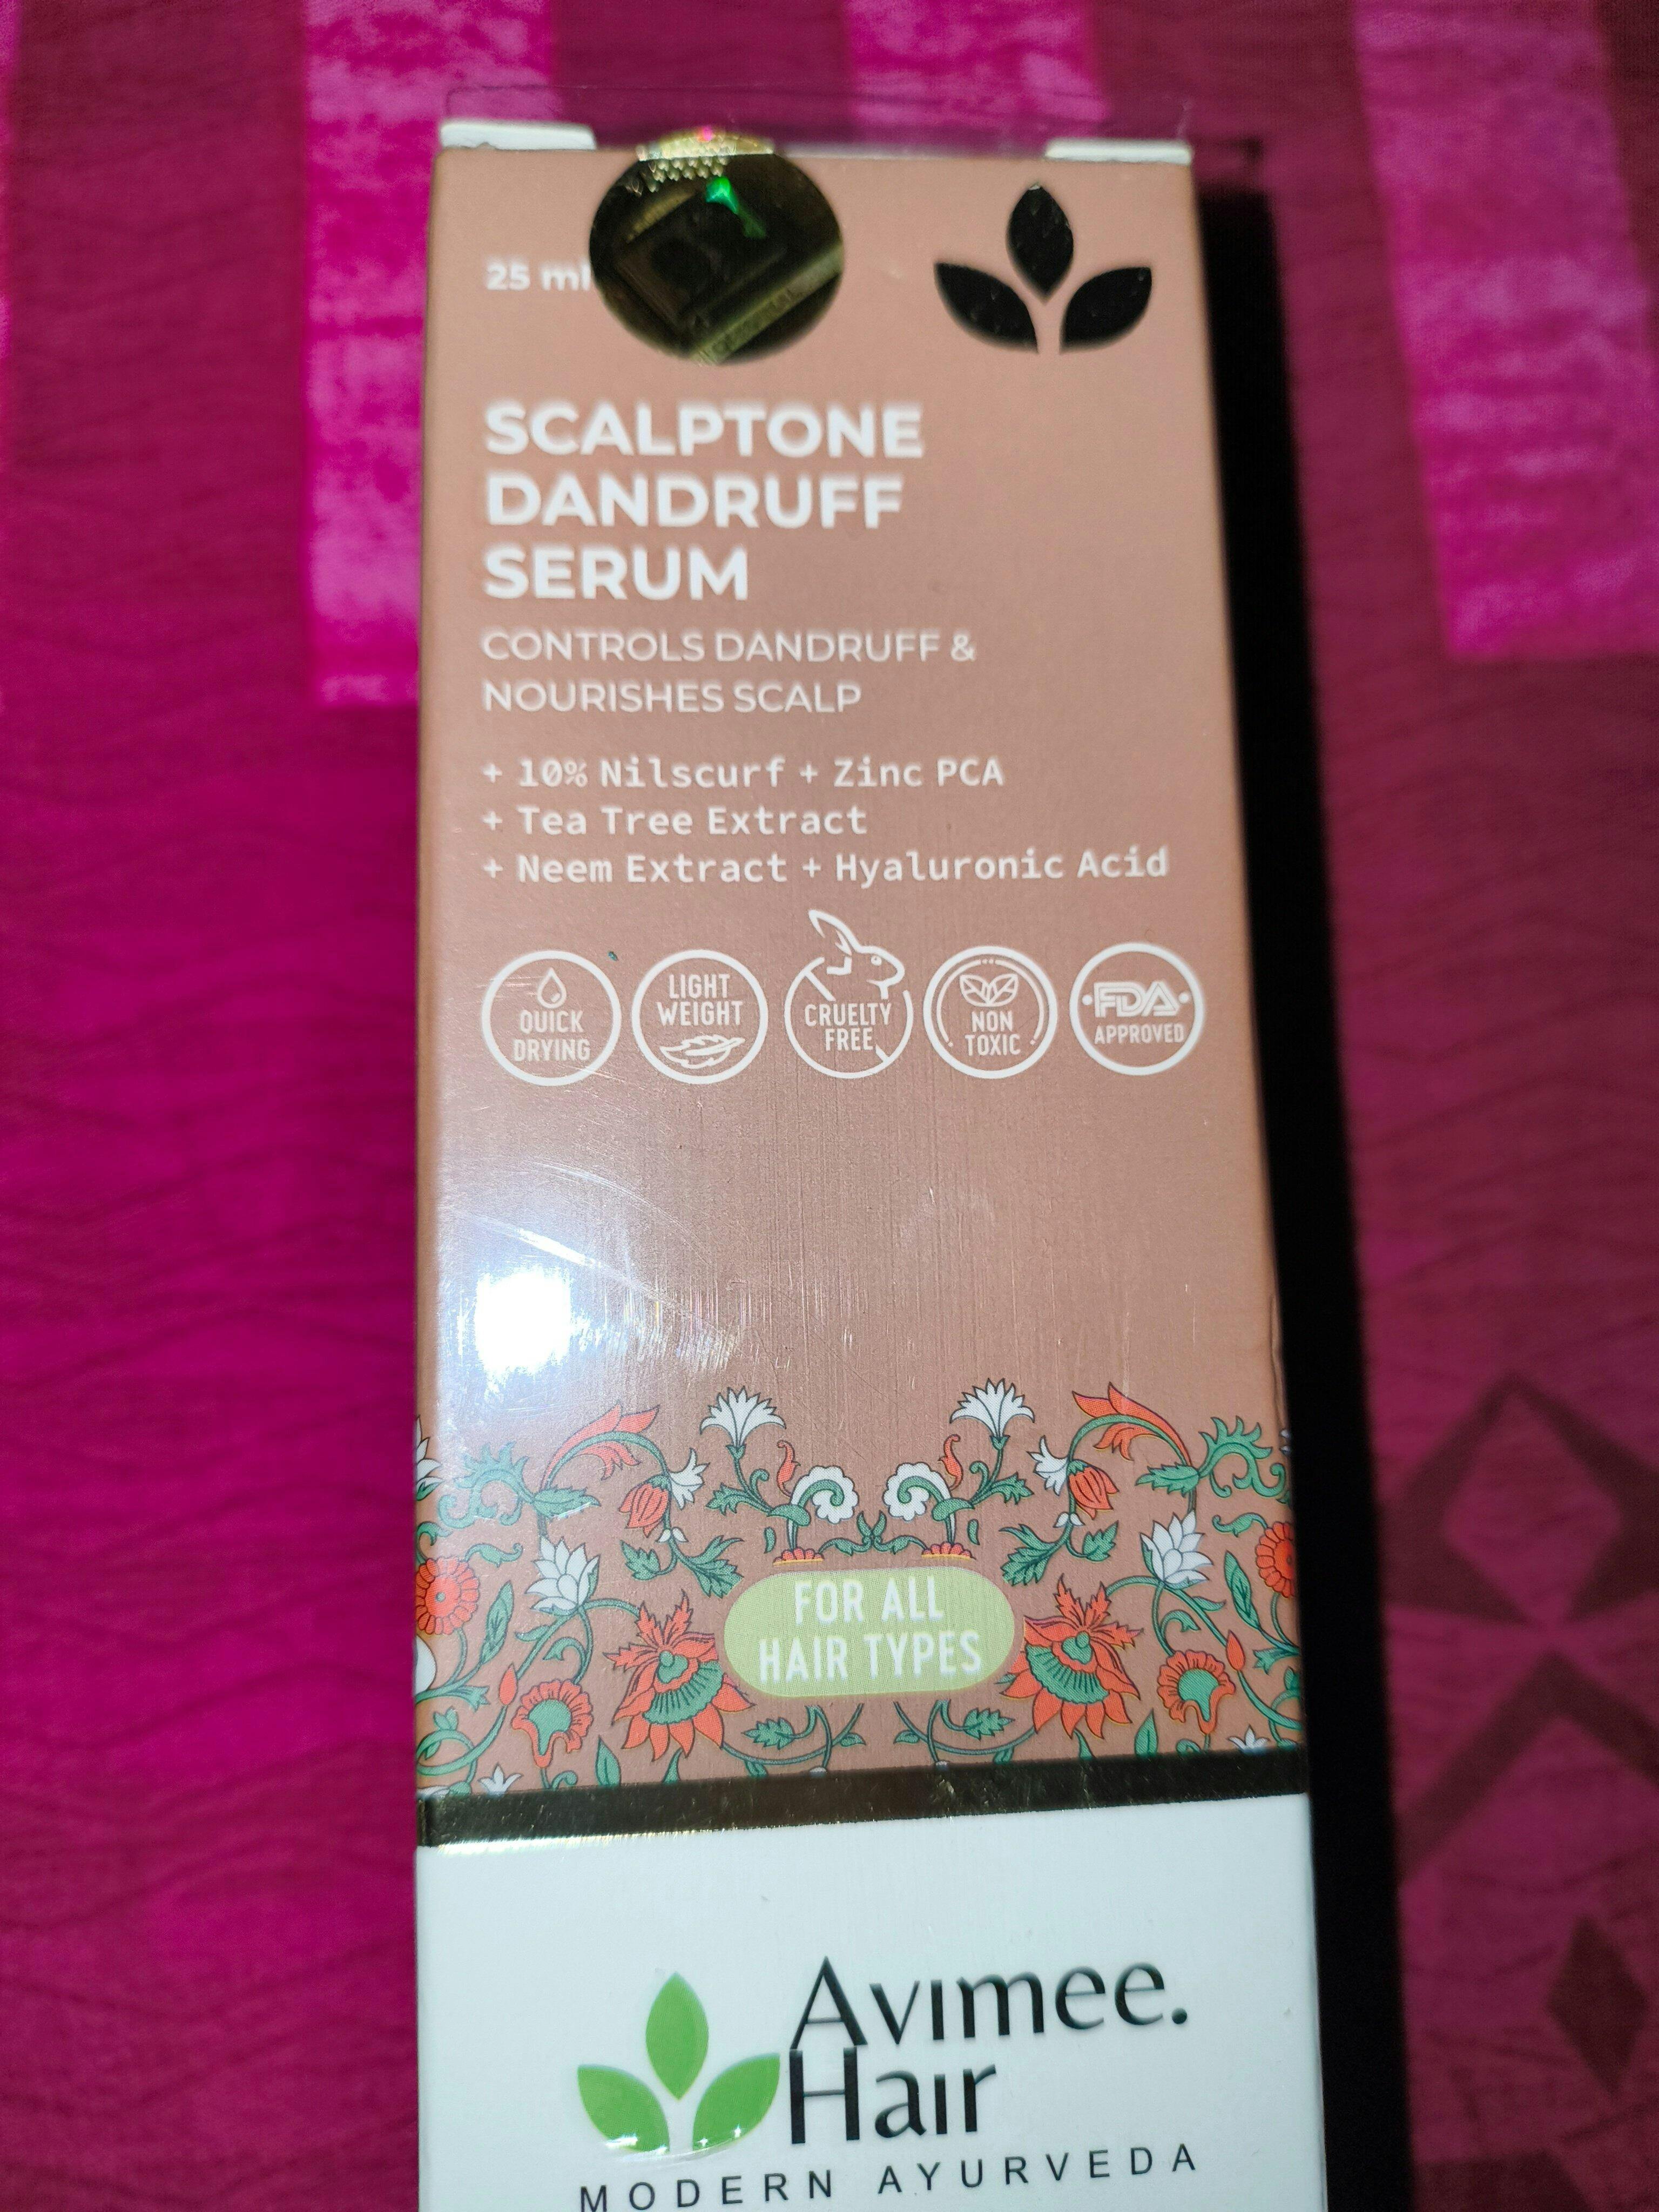 25 ml
SCALPTONE
DANDRUFF
SERUM
CONTROLS DANDRUFF &
NOURISHES SCALP
+ 10% Nilscurf + Zinc PCA
+ Tea Tree Extract
+ Neem Extract + Hyaluronic Acid
QUICK
DRYING
LIGHT
WEIGHT
CRUELTY
FREE
NON
TOXIC
FDA
APPROVED
FOR ALL
HAIR TYPES
Avimee.
Hair
MODERN AYURVEDA